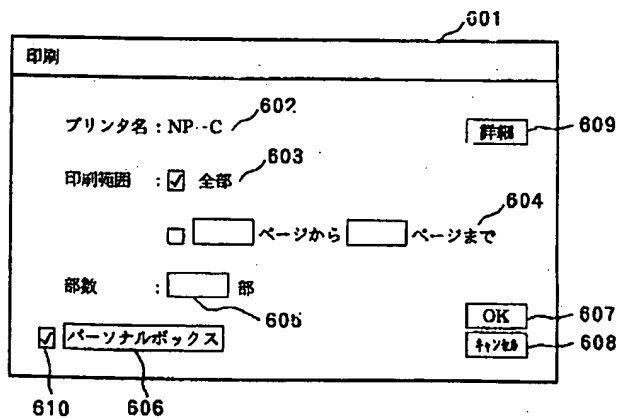 601
印刷
プリンタ名：NP--C 602 詳細 609
603
印刷範囲 ：☑ 全部
604
□ ページから ページまで
部数 ： 部
605 OK 607
☑ パーソナルボックス キャンセル 608
610 606